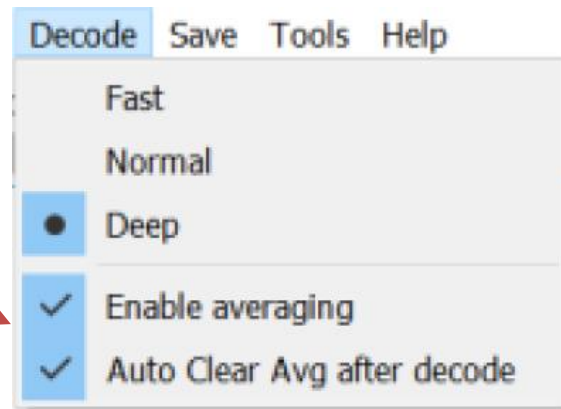 Decode Save Tools Help
Fast
Normal
Deep
Enable averaging
Auto Clear Avg after decode